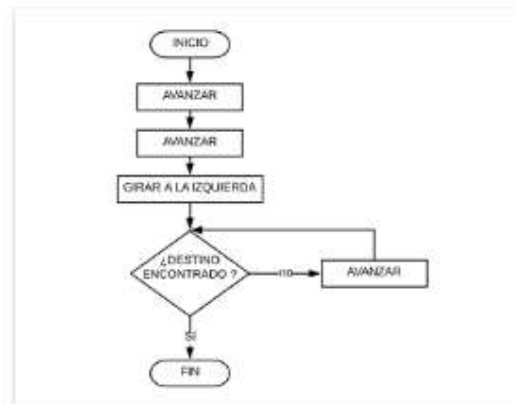 INICIO
AVANZAR
AVANZAR
GIRAR A LA IZQUIERDA
¿DESTINO
ENCONTRADO ?
no
AVANZAR
SI
FIN